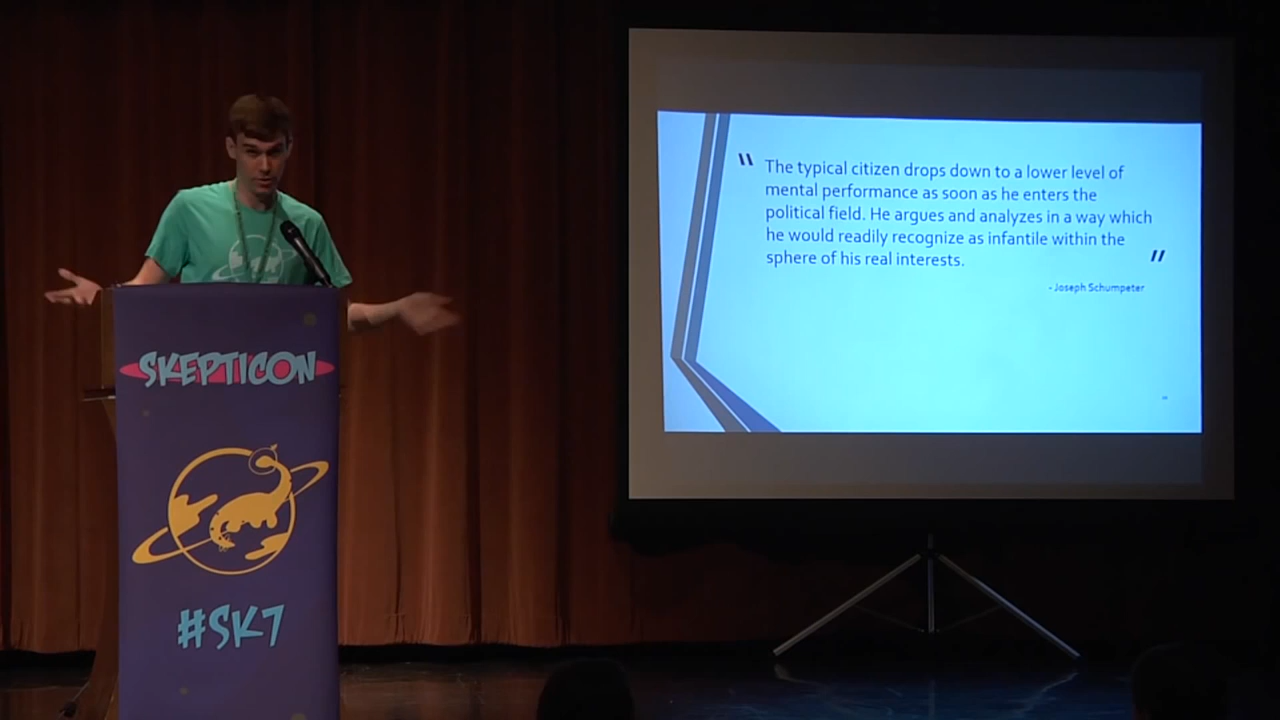 "
The typical citizen drops down to a lower level of
mental performance as soon as he enters the
political field. He argues and analyzes in a way which
he would readily recognize as infantile within the
sphere of his real interests.
"
- Joseph Schumpeter
SKEPTICON
#SK7